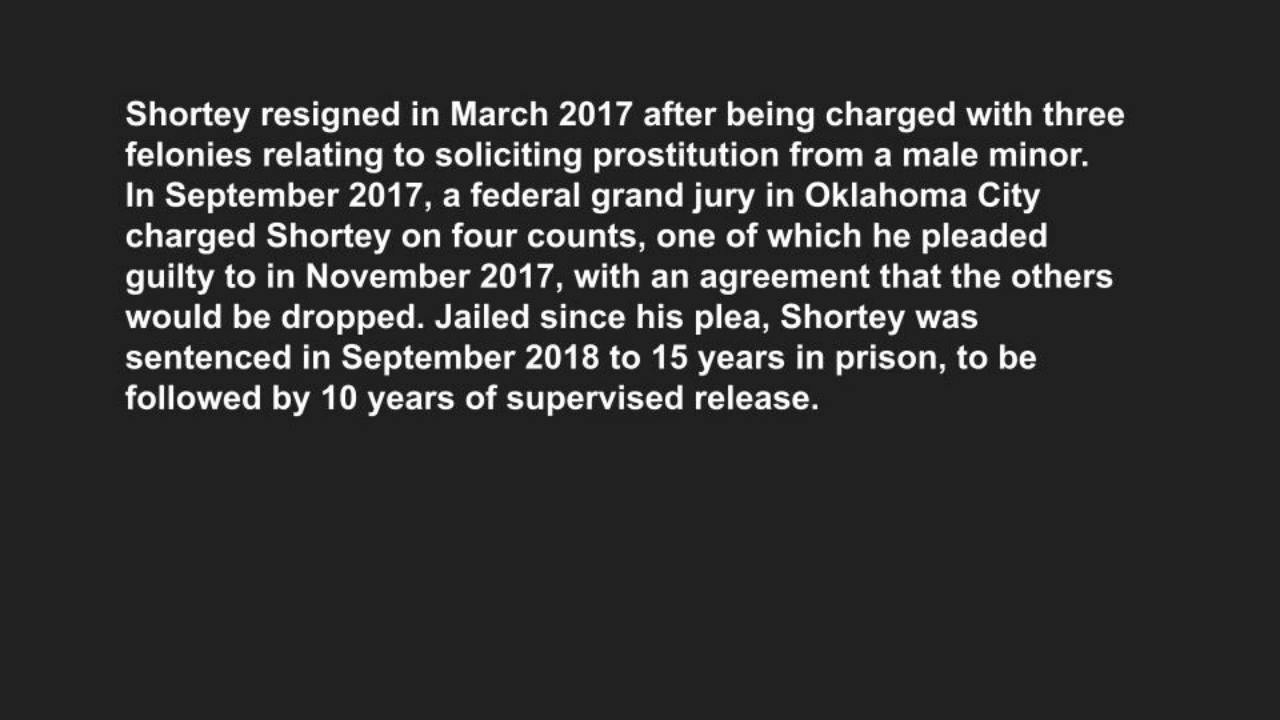 Shortey resigned in March 2017 after being charged with three
felonies relating to soliciting prostitution from a male minor.
In September 2017, a federal grand jury in Oklahoma City
charged Shortey on four counts, one of which he pleaded
guilty to in November 2017, with an agreement that the others
would be dropped. Jailed since his plea, Shortey was
sentenced in September 2018 to 15 years in prison, to be
followed by 10 years of supervised release.